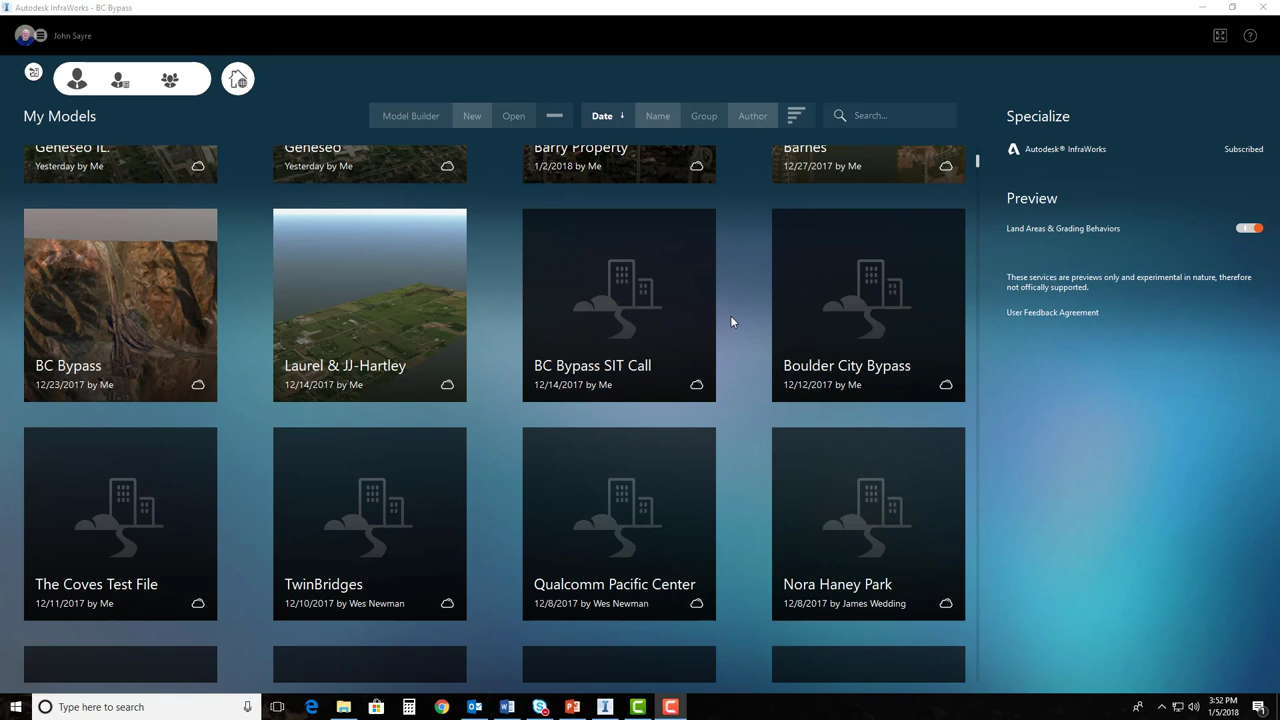 Autodesk InfraWorks - BC Bypass
John Sayre
My Models
Model Builder
New
Open
Date ↓
Name
Group
Author
Search...
Geneseo IL.
Yesterday by Me
Geneseo
Yesterday by Me
Barry Property
1/2/2018 by Me
Barnes
12/27/2017 by Me
BC Bypass
12/23/2017 by Me
Laurel & JJ-Hartley
12/14/2017 by Me
BC Bypass SIT Call
12/14/2017 by Me
Boulder City Bypass
12/12/2017 by Me
The Coves Test File
12/11/2017 by Me
TwinBridges
12/10/2017 by Wes Newman
Qualcomm Pacific Center
12/8/2017 by Wes Newman
Nora Haney Park
12/8/2017 by James Wedding
Specialize
Autodesk® InfraWorks
Subscribed
Preview
Land Areas & Grading Behaviors
These services are previews only and experimental in nature, therefore
not offically supported.
User Feedback Agreement
Type here to search
3:52 PM
1/5/2018